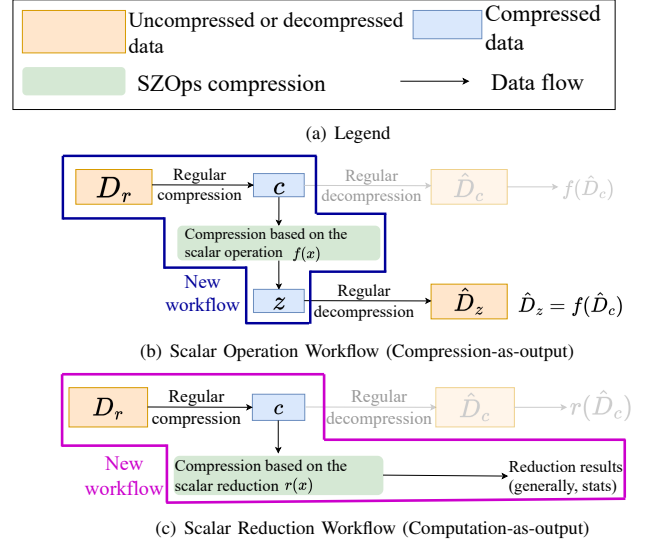 Uncompressed or decompressed data
Compressed data
SZOps compression
Data flow
(a) Legend
D_r
Regular compression
c
Regular decompression
D̂_c
f(D̂_c)
Compression based on the
scalar operation f(x)
New workflow
z
Regular decompression
D̂_z
D̂_z = f(D̂_c)
(b) Scalar Operation Workflow (Compression-as-output)
D_r
Regular compression
c
Regular decompression
D̂_c
r(D̂_c)
New workflow
Compression based on the
scalar reduction r(x)
Reduction results
(generally, stats)
(c) Scalar Reduction Workflow (Computation-as-output)